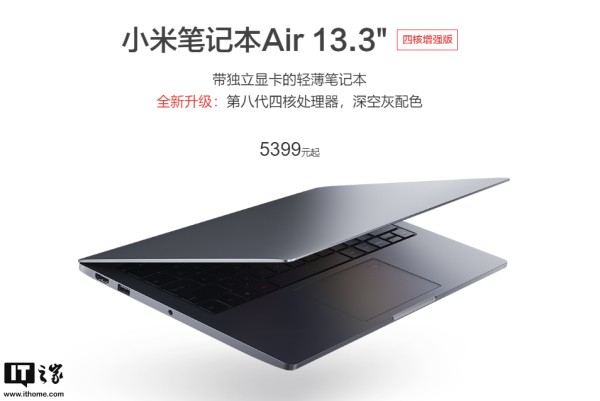 小米笔记本Air 13.3" 四核增强版
带独立显卡的轻薄笔记本
全新升级：第八代四核处理器，深空灰配色
5399元起
IT之家
www.ithome.com